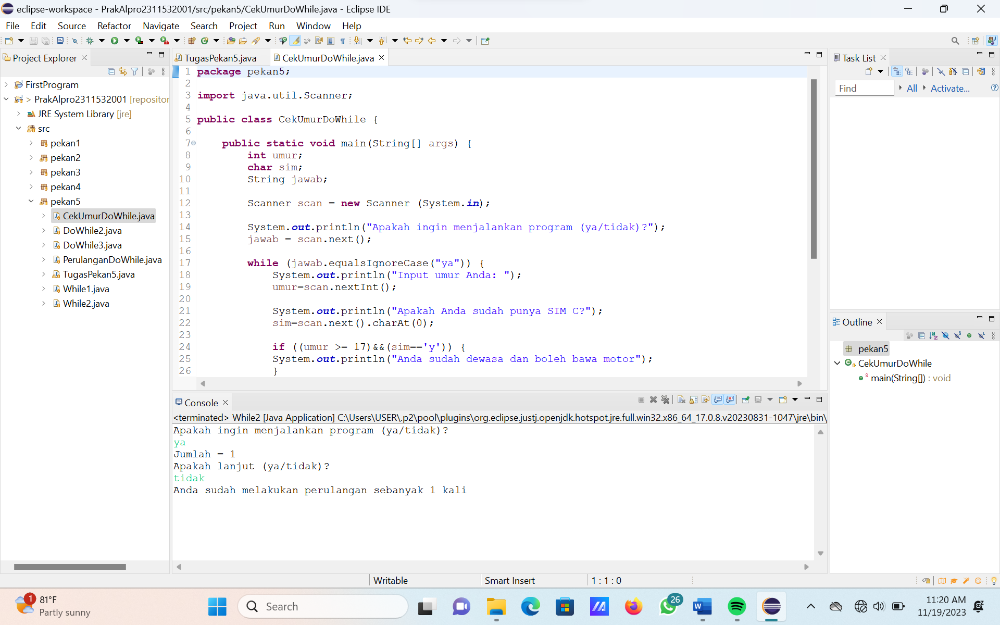 eclipse-workspace - PrakAlpro2311532001/src/pekan5/CekUmurDoWhile.java - Eclipse IDE
File Edit Source Refactor Navigate Search Project Run Window Help
Project Explorer
FirstProgram
> PrakAlpro2311532001 [repositor
JRE System Library [jre]
src
pekan1
pekan2
pekan3
pekan4
pekan5
CekUmurDoWhile.java
DoWhile2.java
DoWhile3.java
PerulanganDoWhile.java
TugasPekan5.java
While1.java
While2.java
TugasPekan5.java CekUmurDoWhile.java
1 package pekan5;
2
3 import java.util.Scanner;
4
5 public class CekUmurDoWhile {
6
7 public static void main(String[] args) {
8 int umur;
9 char sim;
10 String jawab;
11
12 Scanner scan = new Scanner (System.in);
13
14 System.out.println("Apakah ingin menjalankan program (ya/tidak)?");
15 jawab = scan.next();
16
17 while (jawab.equalsIgnoreCase("ya")) {
18 System.out.println("Input umur Anda: ");
19 umur=scan.nextInt();
20
21 System.out.println("Apakah Anda sudah punya SIM C?");
22 sim=scan.next().charAt(0);
23
24 if ((umur >= 17)&&(sim=='y')) {
25 System.out.println("Anda sudah dewasa dan boleh bawa motor");
26 }
Console
<terminated> While2 [Java Application] C:\Users\USER\.p2\pool\plugins\org.eclipse.justj.openjdk.hotspot.jre.full.win32.x86_64_17.0.8.v20230831-1047\jre\bin\
Apakah ingin menjalankan program (ya/tidak)?
ya
Jumlah = 1
Apakah lanjut (ya/tidak)?
tidak
Anda sudah melakukan perulangan sebanyak 1 kali
Task List
Find All Activate...
Outline
pekan5
CekUmurDoWhile
main(String[]) : void
Writable Smart Insert 1 : 1 : 0
1
81°F
Partly sunny
Search
26
11:20 AM
11/19/2023